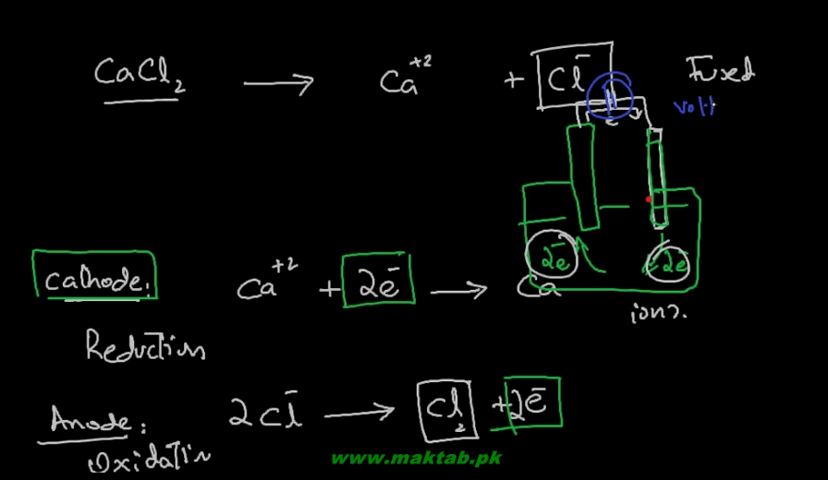 CaCl₂ → Ca⁺² + Cl⁻ Fused
volt
2e⁻ 2e⁻
cathode: Ca⁺² + 2e⁻ → Ca
ions.
Reduction
Anode: 2Cl⁻ → Cl₂ + 2e⁻
Oxidation
www.maktab.pk